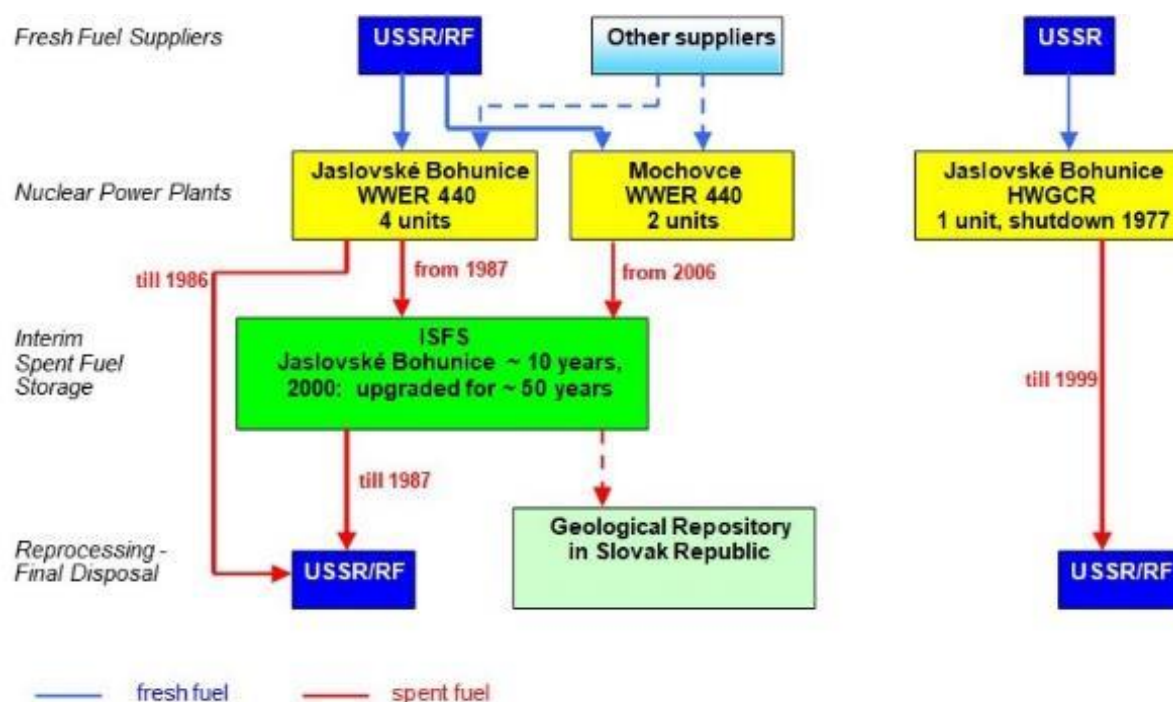 Fresh Fuel Suppliers
USSR/RF
Other suppliers
USSR
Nuclear Power Plants
Jaslovské Bohunice
WWER 440
4 units
Mochovce
WWER 440
2 units
Jaslovské Bohunice
HWGCR
1 unit, shutdown 1977
till 1986
from 1987
from 2006
Interim
Spent Fuel
Storage
ISFS
Jaslovské Bohunice ~ 10 years,
2000: upgraded for ~ 50 years
till 1999
till 1987
Reprocessing -
Final Disposal
USSR/RF
Geological Repository
in Slovak Republic
USSR/RF
fresh fuel
spent fuel